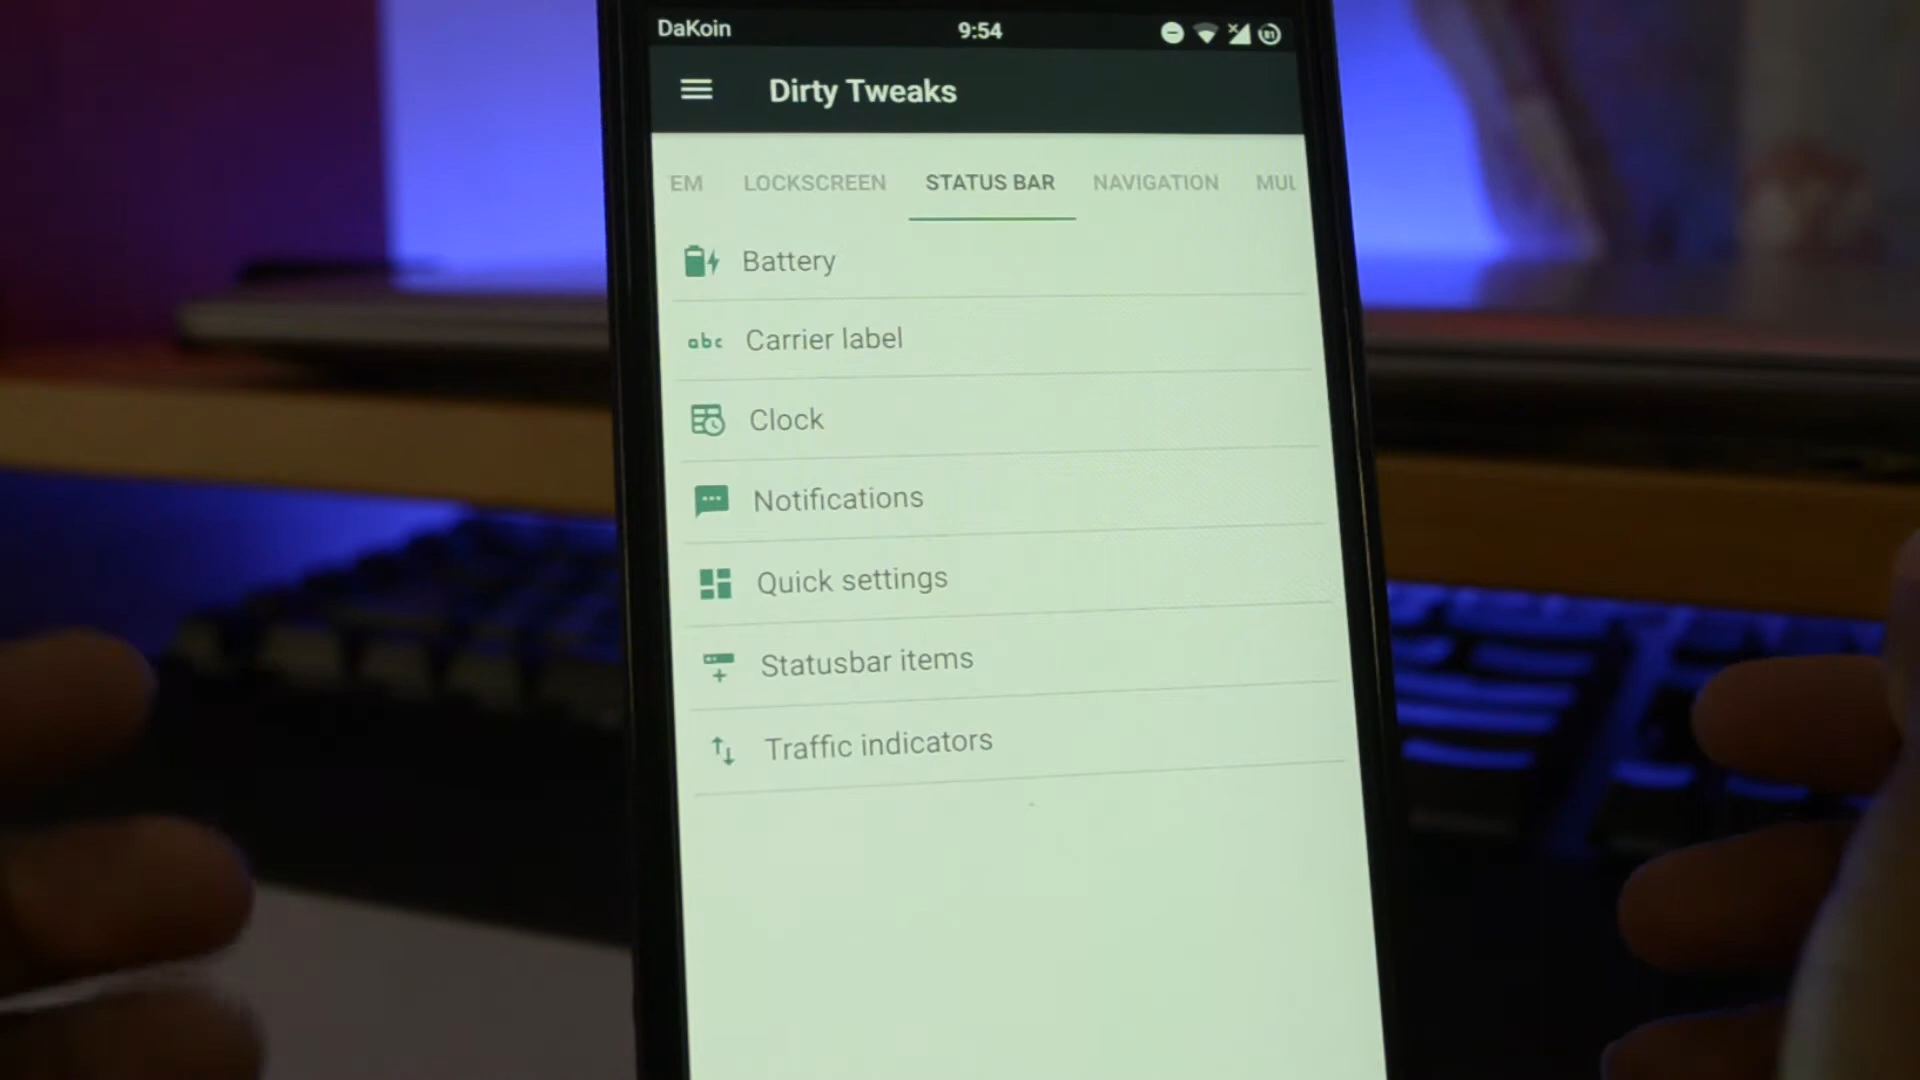 DaKoin 9:54 81
Dirty Tweaks
EM LOCKSCREEN STATUS BAR NAVIGATION MUL
Battery
abc Carrier label
Clock
Notifications
Quick settings
Statusbar items
Traffic indicators